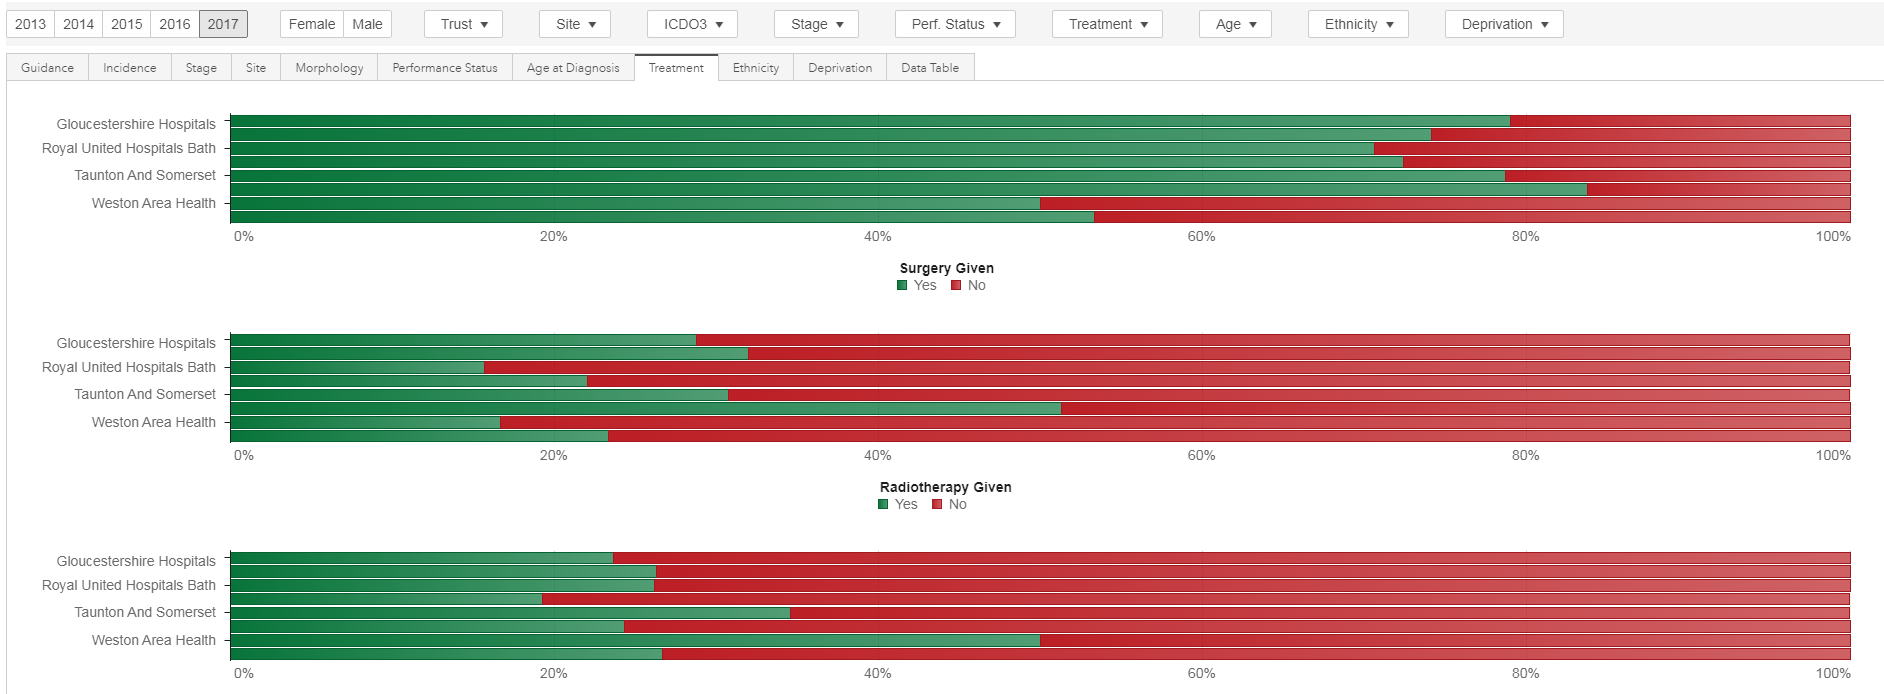 2013 2014 2015 2016 2017 Female Male Trust Site ICDO3 Stage Perf. Status Treatment Age Ethnicity Deprivation
Guidance Incidence Stage Site Morphology Performance Status Age at Diagnosis Treatment Ethnicity Deprivation Data Table
Gloucestershire Hospitals
Royal United Hospitals Bath
Taunton And Somerset
Weston Area Health
0% 20% 40% 60% 80% 100%
Surgery Given
Yes No
Gloucestershire Hospitals
Royal United Hospitals Bath
Taunton And Somerset
Weston Area Health
0% 20% 40% 60% 80% 100%
Radiotherapy Given
Yes No
Gloucestershire Hospitals
Royal United Hospitals Bath
Taunton And Somerset
Weston Area Health
0% 20% 40% 60% 80% 100%